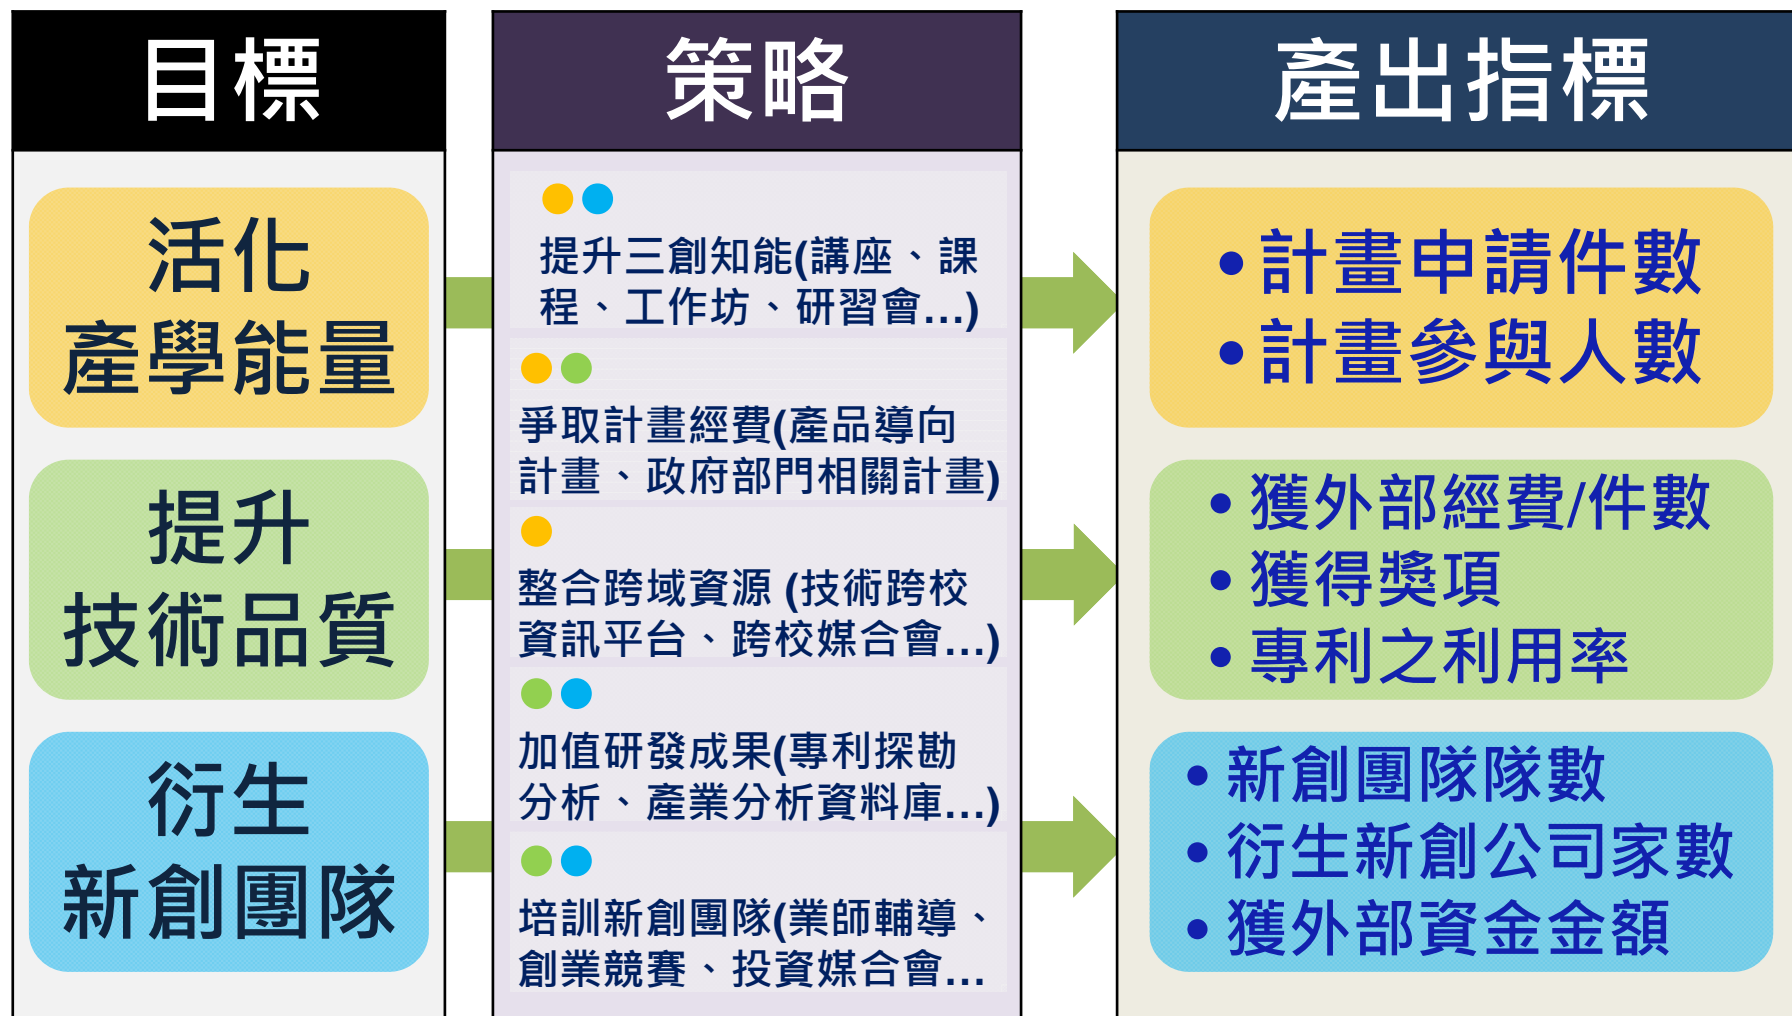 目標
活化
產學能量
提升
技術品質
衍生
新創團隊
策略
提升三創知能(講座、課
程、工作坊、研習會...)
爭取計畫經費(產品導向
計畫、政府部門相關計畫)
整合跨域資源 (技術跨校
資訊平台、跨校媒合會...)
加值研發成果(專利探勘
分析、產業分析資料庫...)
培訓新創團隊(業師輔導、
創業競賽、投資媒合會...
產出指標
•計畫申請件數
•計畫參與人數
•獲外部經費/件數
•獲得獎項
•專利之利用率
•新創團隊隊數
•衍生新創公司家數
•獲外部資金金額